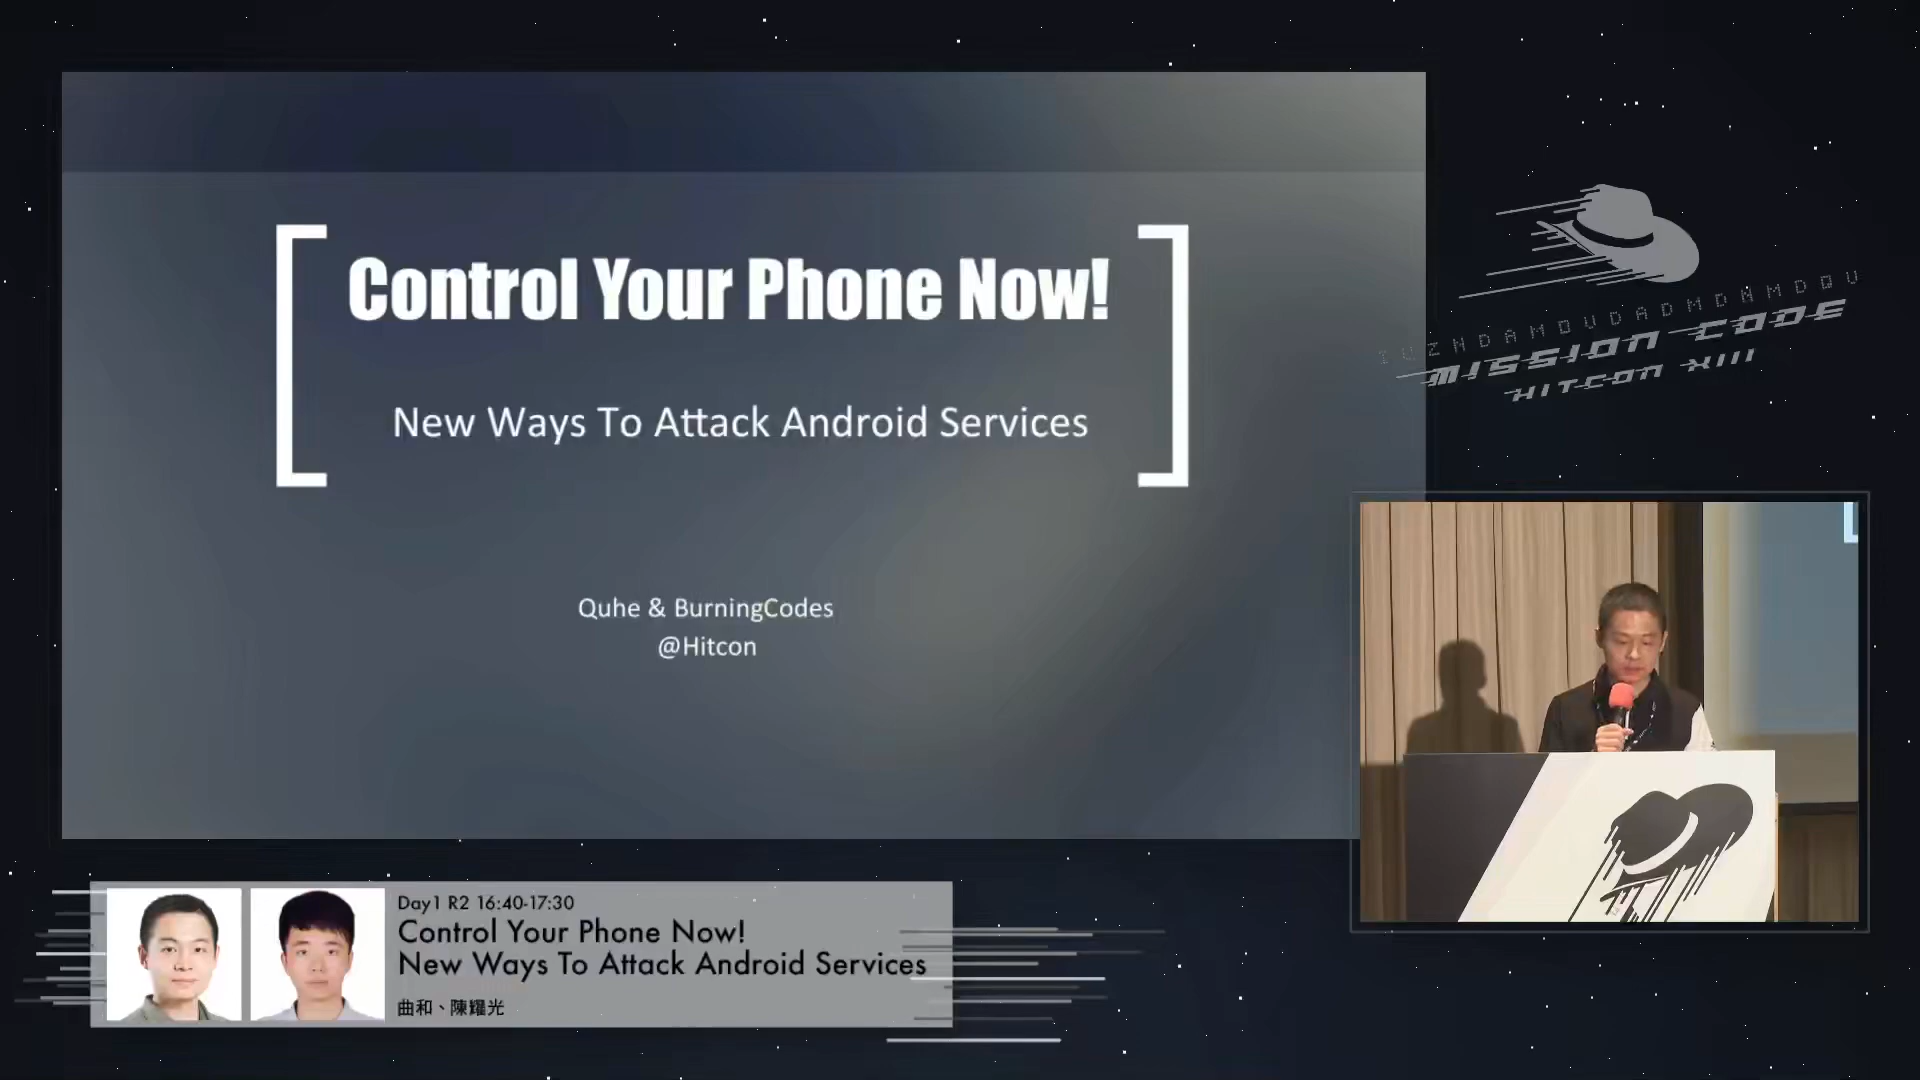 Control Your Phone Now!
New Ways To Attack Android Services
Quhe & BurningCodes
@Hitcon
MISSION CODE
HITCON XIII
Day1 R2 16:40-17:30
Control Your Phone Now!
New Ways To Attack Android Services
曲和、陳耀光